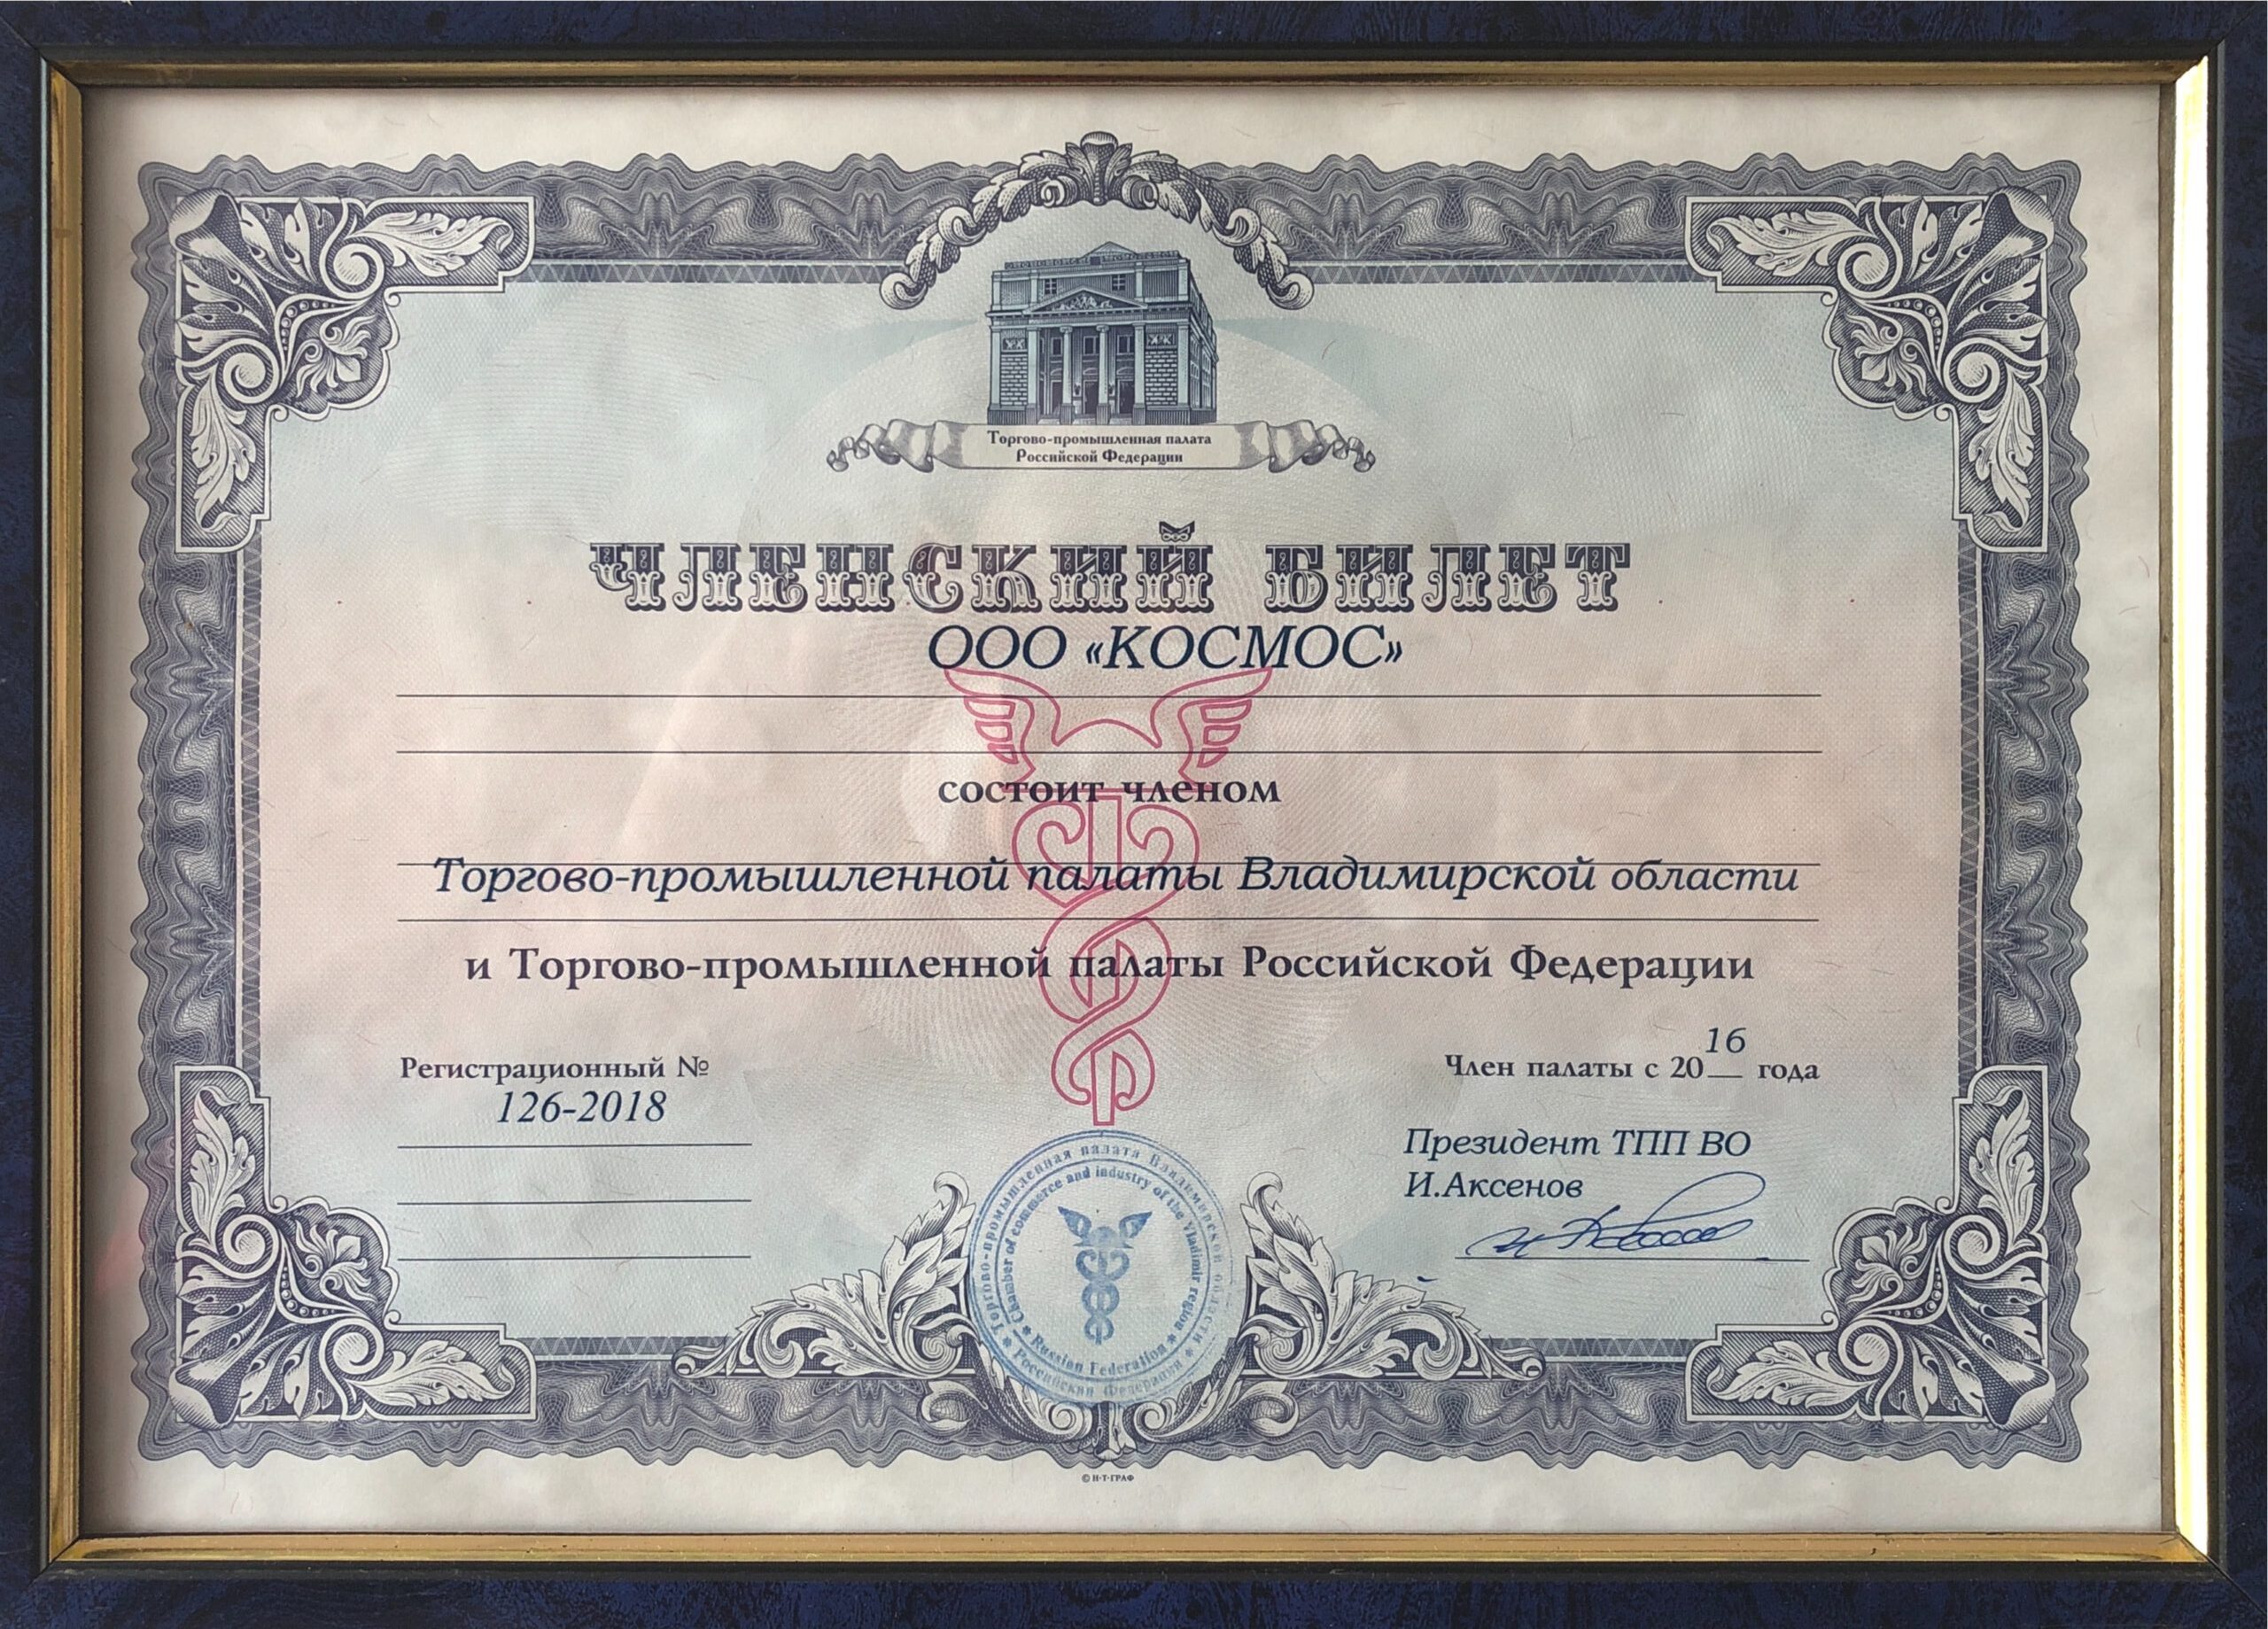 Торгово-промышленная палата
Российской Федерации
ЧЛЕНСКИЙ БИЛЕТ
ООО «КОСМОС»
состоит членом
Торгово-промышленной палаты Владимирской области
и Торгово-промышленной палаты Российской Федерации
Регистрационный №
126-2018
16
Член палаты с 20__ года
Президент ТПП ВО
И.Аксенов
Торгово-промышленная палата Владимирской области
Российская Федерация
Chamber of commerce and industry of the Vladimir region
Russian Federation
© Н·Т·ГРАФ